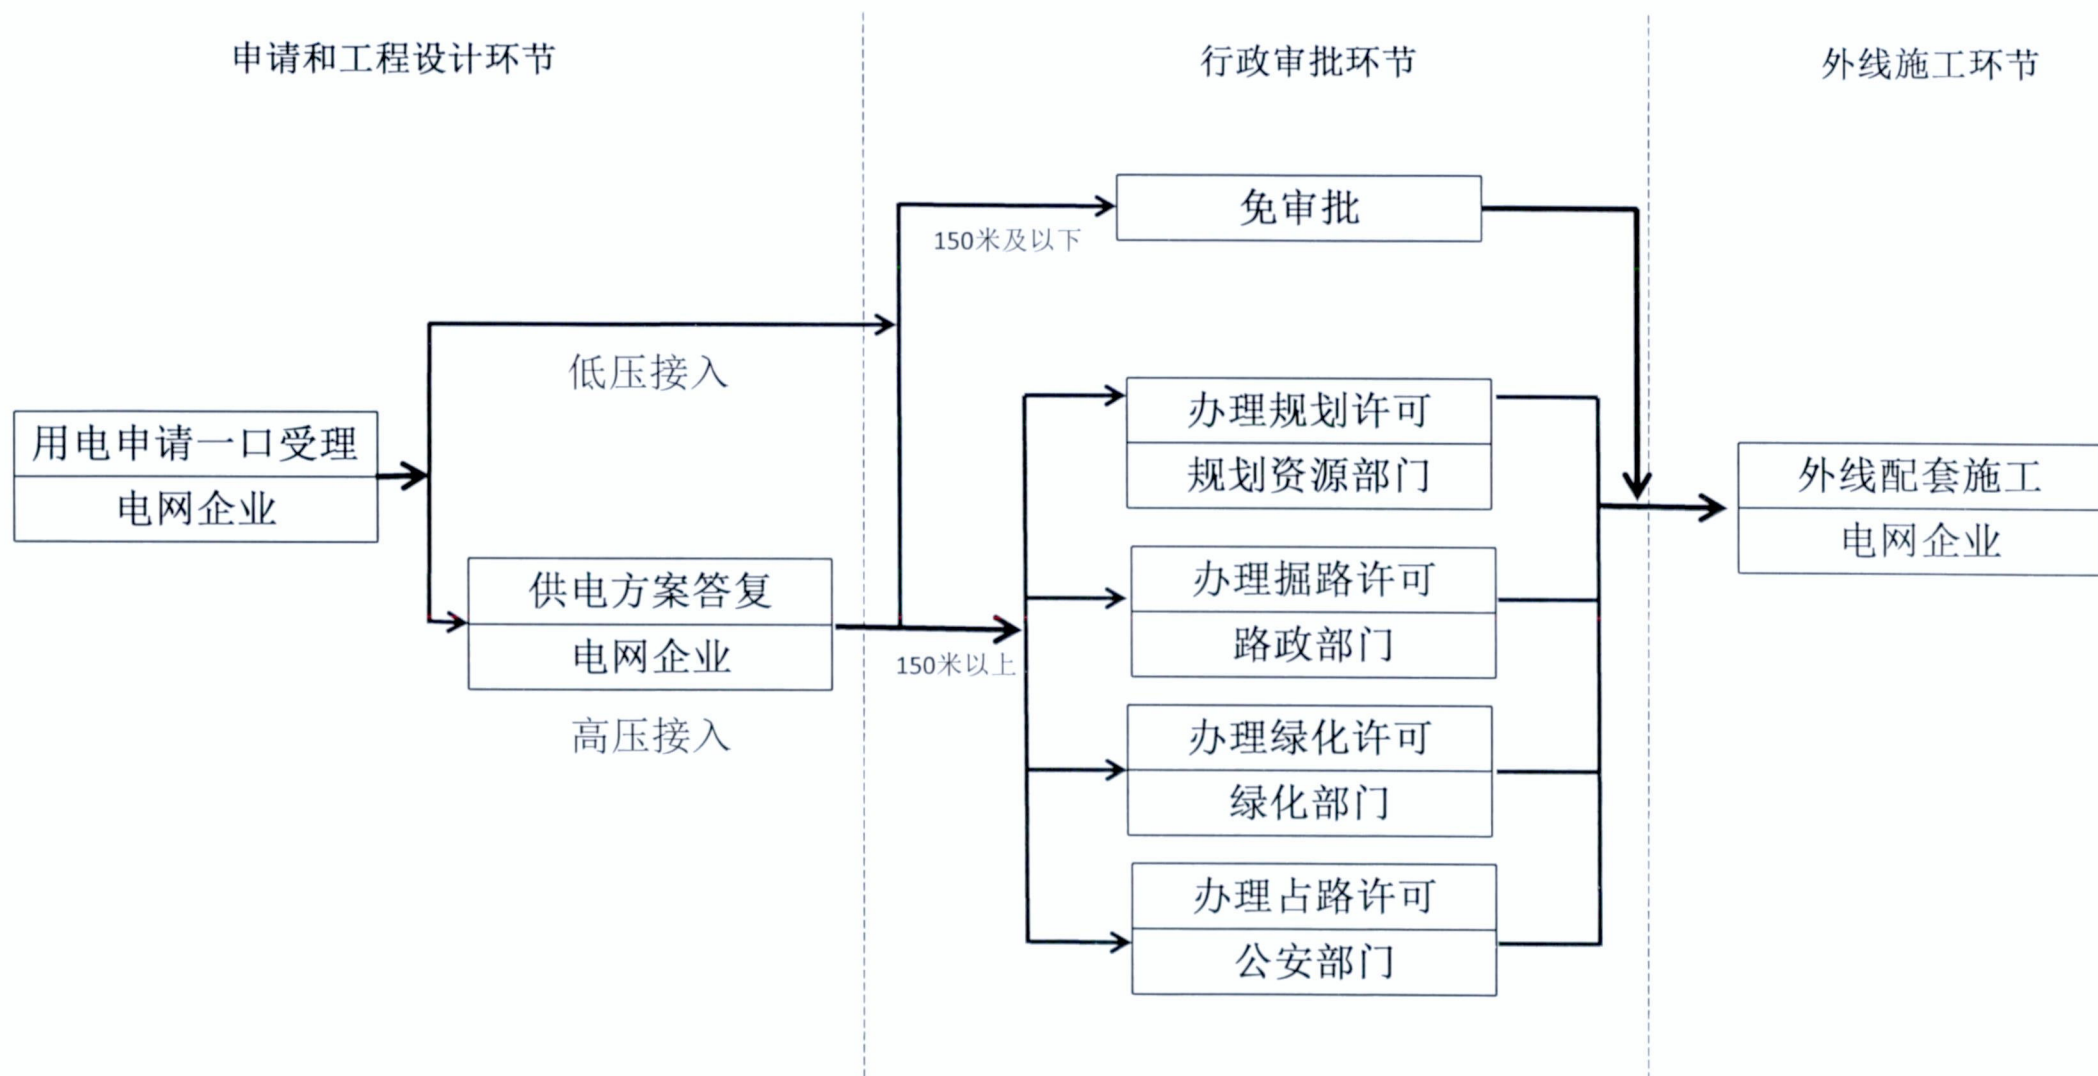 申请和工程设计环节
行政审批环节
外线施工环节
免审批
150米及以下
低压接入
用电申请一口受理
电网企业
供电方案答复
电网企业
高压接入
150米以上
办理规划许可
规划资源部门
办理掘路许可
路政部门
办理绿化许可
绿化部门
办理占路许可
公安部门
外线配套施工
电网企业